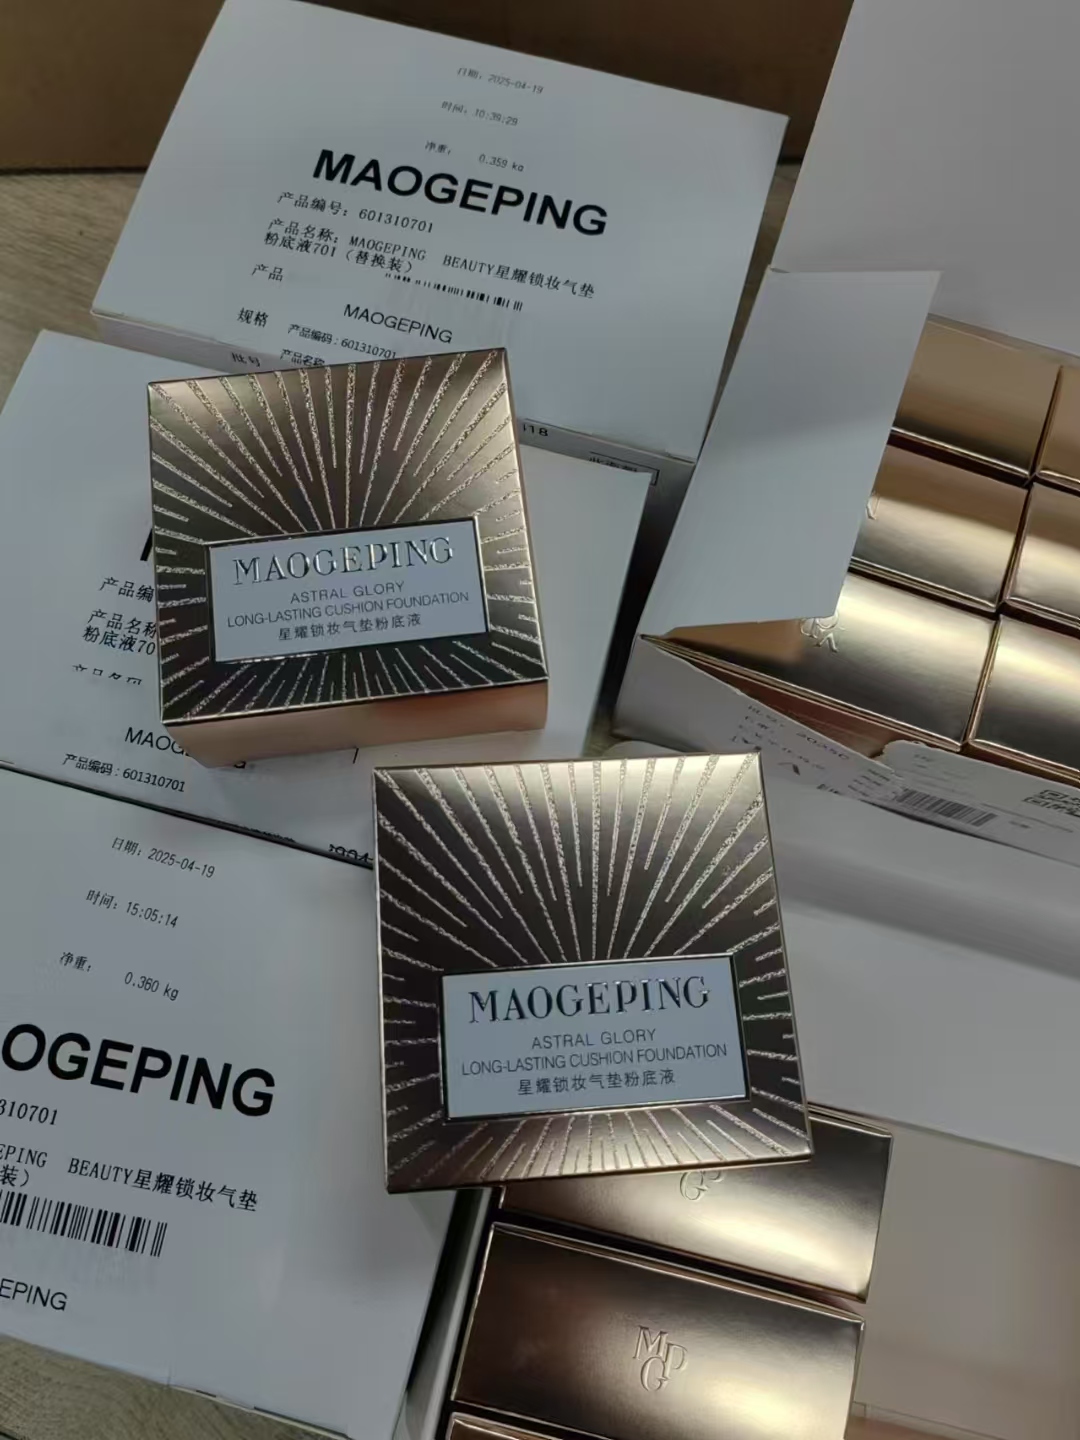 日期：2025-04-19
时间：10:39:29
净重： 0.359 kg
MAOGEPING
产品编号：601310701
产品名称：MAOGEPING BEAUTY星耀锁妆气垫
粉底液701（替换装）
产品
MAOGEPING
规格
产品编码：601310701
产品名称
批号
MAOGEPING
ASTRAL GLORY
LONG-LASTING CUSHION FOUNDATION
星耀锁妆气垫粉底液
产品编
产品名称
粉底液70
MAOG
产品编码：601310701
MAOGEPING
ASTRAL GLORY
LONG-LASTING CUSHION FOUNDATION
星耀锁妆气垫粉底液
日期：2025-04-19
时间：15:05:14
净重： 0.360 kg
OGEPING
310701
EPING BEAUTY星耀锁妆气垫
装）
EPING
MGP